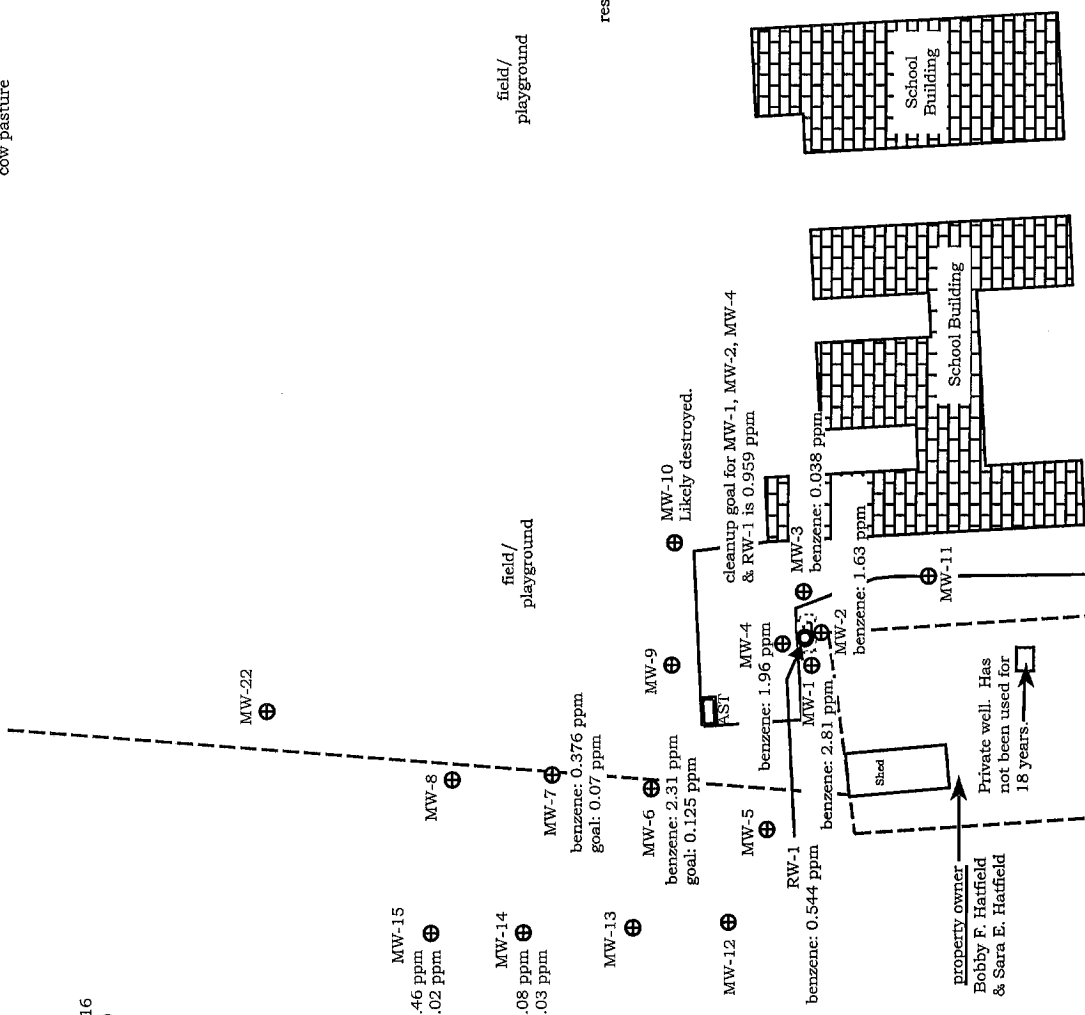 cow pasture
field/
playground
res
School
Building
MW-22
field/
playground
MW-10
Likely destroyed.
cleanup goal for MW-1, MW-2, MW-4
& RW-1 is 0.959 ppm
School Building
MW-15
.46 ppm
.02 ppm
MW-8
MW-14
.08 ppm
.03 ppm
MW-7
benzene: 0.376 ppm
goal: 0.07 ppm
MW-13
MW-6
benzene: 2.31 ppm
goal: 0.125 ppm
MW-9
AST
MW-12
MW-5
MW-4
benzene: 1.96 ppm
MW-3
benzene: 0.038 ppm
RW-1
benzene: 0.544 ppm
MW-1
benzene: 2.81 ppm
MW-2
benzene: 1.63 ppm
MW-11
Shed
property owner
Bobby F. Hatfield
& Sara E. Hatfield
Private well. Has
not been used for
18 years.
16